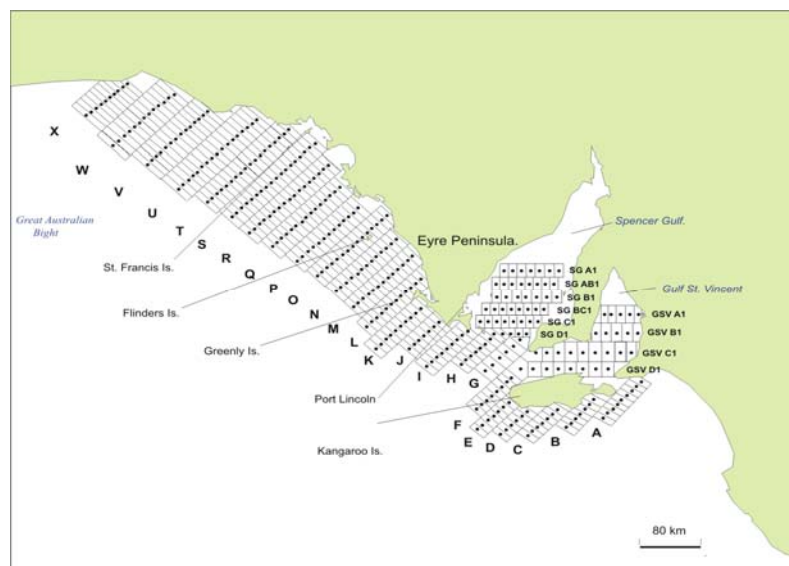 X
W
V
U
T
S
R
Q
P
O
N
M
L
K
J
I
H
G
F
E
D
C
B
A
Great Australian
Bight
St. Francis Is.
Flinders Is.
Greenly Is.
Port Lincoln
Kangaroo Is.
Eyre Peninsula.
Spencer Gulf.
Gulf St. Vincent
SG A1
SG AB1
SG B1
SG BC1
SG C1
SG D1
GSV A1
GSV B1
GSV C1
GSV D1
80 km